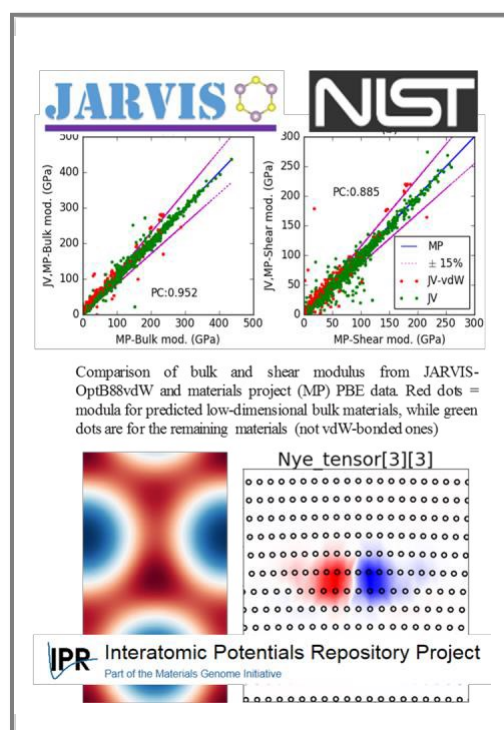 JARVIS
NIST
500
400
300
200
100
0
0 100 200 300 400 500
JV,MP-Bulk mod. (GPa)
MP-Bulk mod. (GPa)
PC:0.952
300
250
200
150
100
50
0
0 50 100 150 200 250 300
JV,MP-Shear mod. (GPa)
MP-Shear mod. (GPa)
PC:0.885
MP
± 15%
JV-vdW
JV
Comparison of bulk and shear modulus from JARVIS-
OptB88vdW and materials project (MP) PBE data. Red dots =
modula for predicted low-dimensional bulk materials, while green
dots are for the remaining materials (not vdW-bonded ones)
Nye_tensor[3][3]
IPR Interatomic Potentials Repository Project
Part of the Materials Genome Initiative